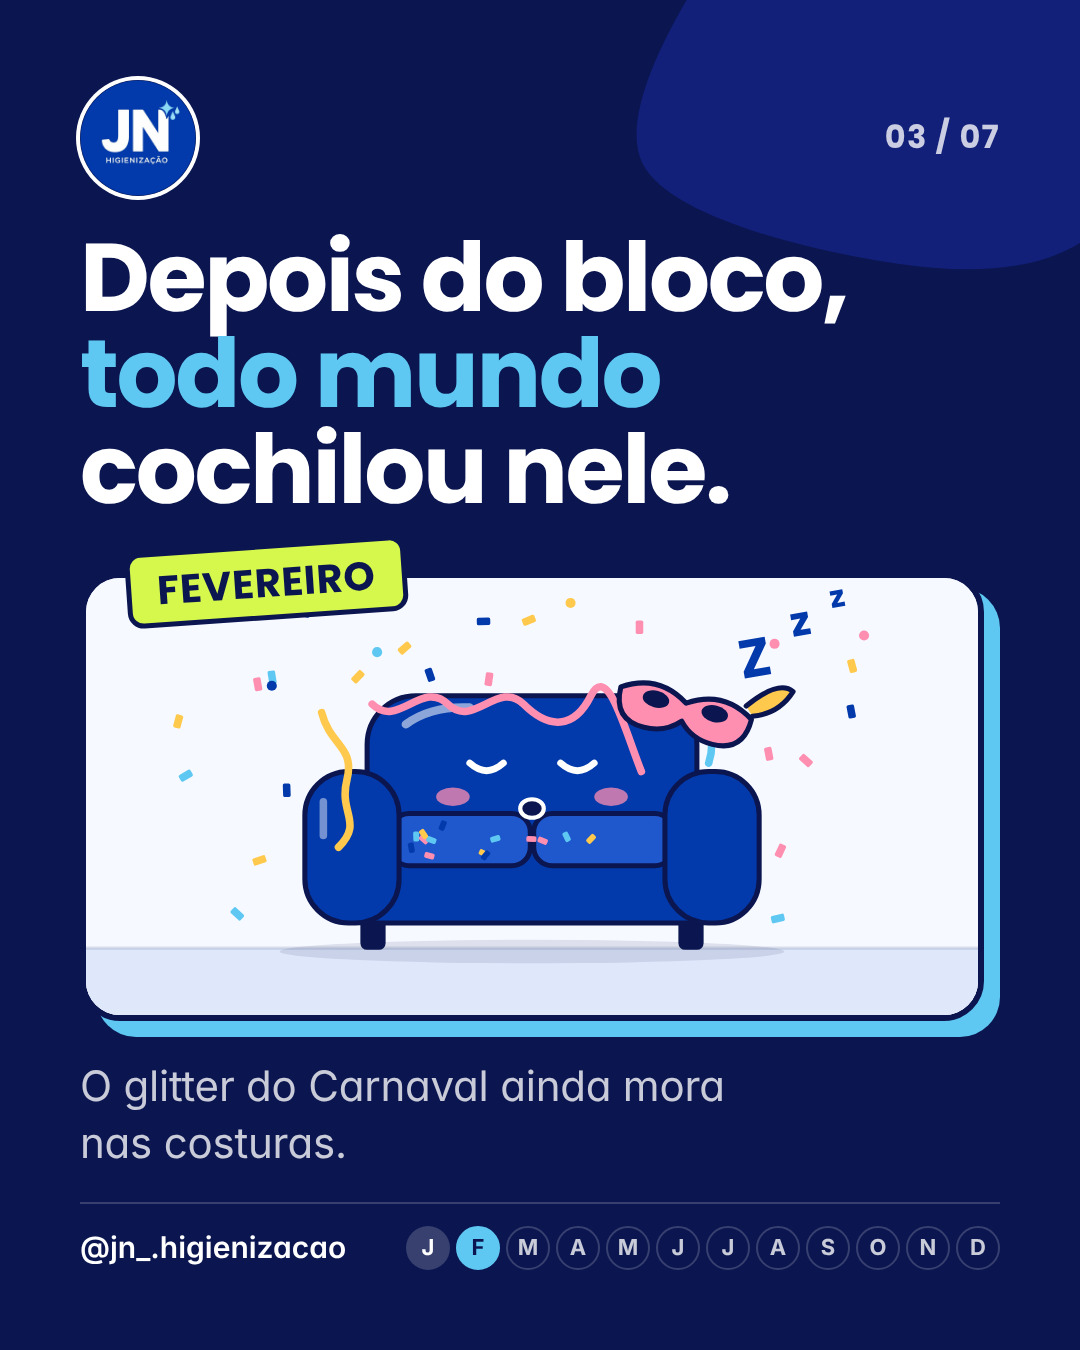 JN
HIGIENIZAÇÃO
03 / 07
Depois do bloco,
todo mundo
cochilou nele.
FEVEREIRO
Z z z
O glitter do Carnaval ainda mora
nas costuras.
@jn_.higienizacao
J F M A M J J A S O N D